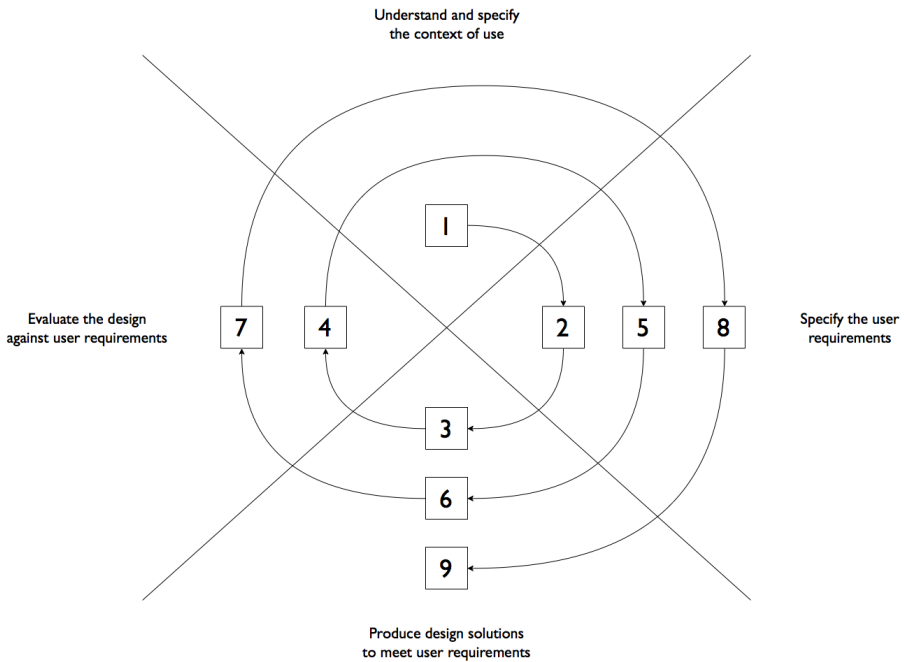 Understand and specify
the context of use
1
Evaluate the design
against user requirements
7
4
2
5
8
Specify the user
requirements
3
6
9
Produce design solutions
to meet user requirements